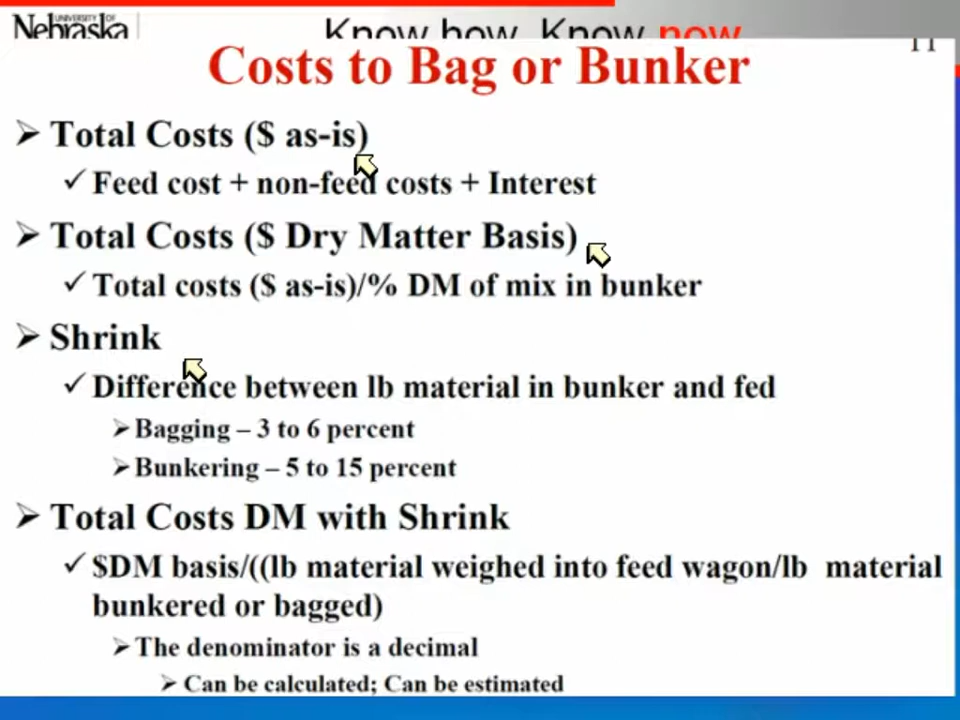 UNIVERSITY OF
Nebraska
Know how. Know now.
11
Costs to Bag or Bunker
Total Costs ($ as-is)
Feed cost + non-feed costs + Interest
Total Costs ($ Dry Matter Basis)
Total costs ($ as-is)/% DM of mix in bunker
Shrink
Difference between lb material in bunker and fed
Bagging – 3 to 6 percent
Bunkering – 5 to 15 percent
Total Costs DM with Shrink
$DM basis/((lb material weighed into feed wagon/lb material
bunkered or bagged)
The denominator is a decimal
Can be calculated; Can be estimated